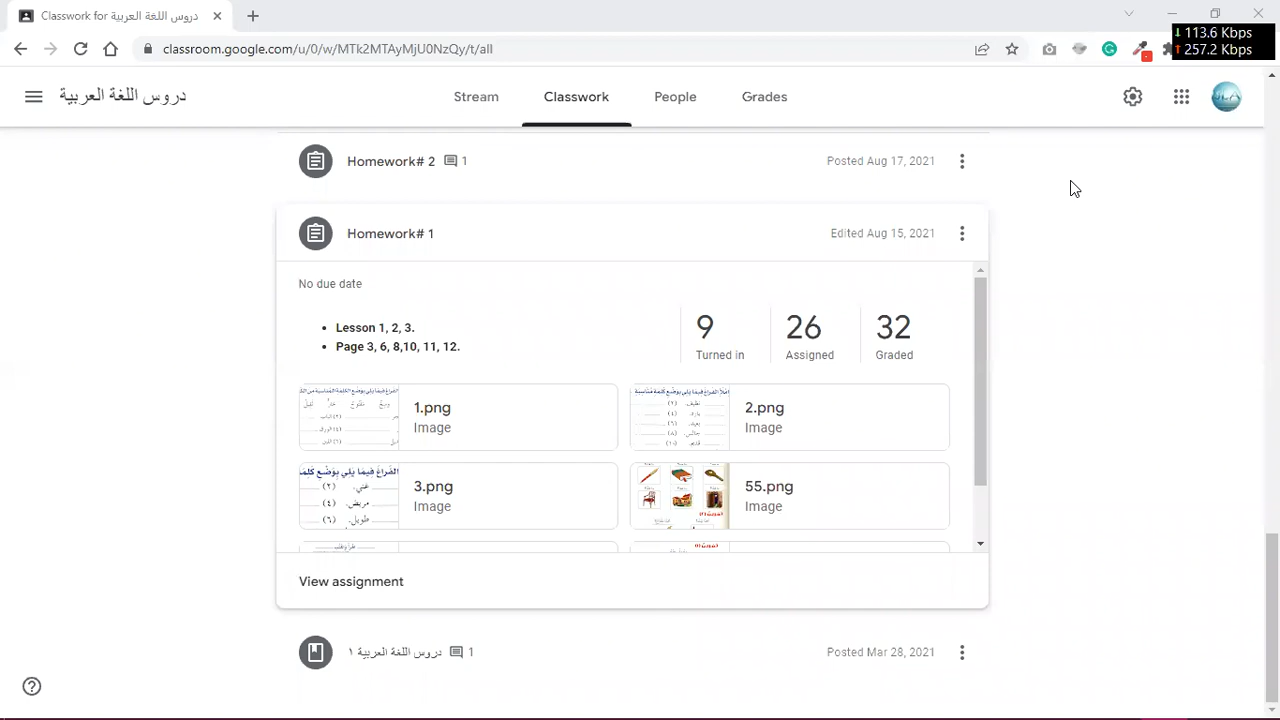 Classwork for دروس اللغة العربية
↓ 113.6 Kbps
↑ 257.2 Kbps
classroom.google.com/u/0/w/MTk2MTAyMjU0NzQy/t/all
دروس اللغة العربية
Stream
Classwork
People
Grades
Homework# 2
1
Posted Aug 17, 2021
Homework# 1
Edited Aug 15, 2021
No due date
• Lesson 1, 2, 3.
• Page 3, 6, 8,10, 11, 12.
9
Turned in
26
Assigned
32
Graded
1.png
Image
2.png
Image
3.png
Image
55.png
Image
View assignment
دروس اللغة العربية ١
1
Posted Mar 28, 2021